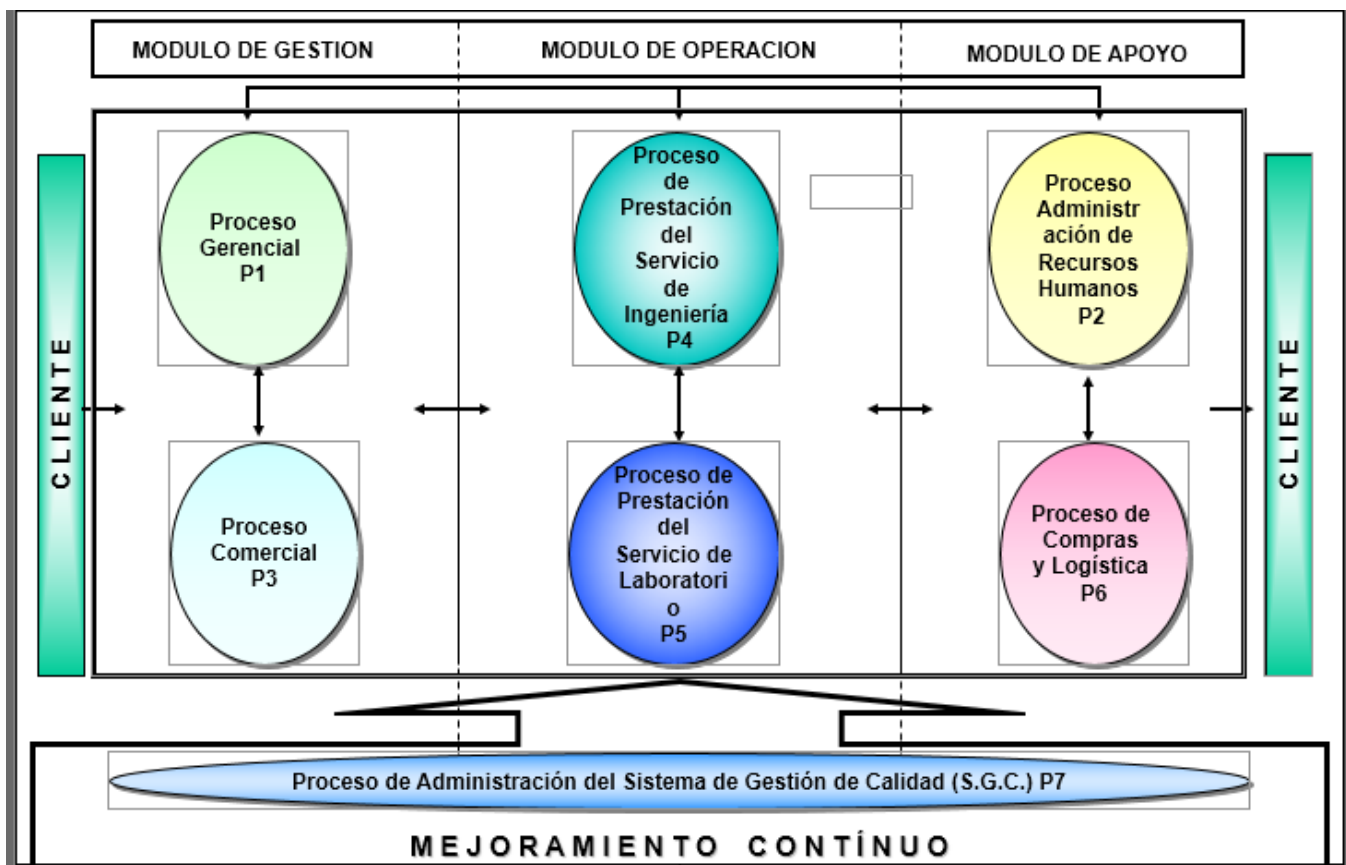 MODULO DE GESTION
MODULO DE OPERACION
MODULO DE APOYO
CLIENTE
Proceso
Gerencial
P1
Proceso
de
Prestación
del
Servicio
de
Ingeniería
P4
Proceso
Administr
ación de
Recursos
Humanos
P2
CLIENTE
Proceso
Comercial
P3
Proceso de
Prestación
del
Servicio de
Laboratori
o
P5
Proceso de
Compras
y Logística
P6
Proceso de Administración del Sistema de Gestión de Calidad (S.G.C.) P7
MEJORAMIENTO CONTÍNUO